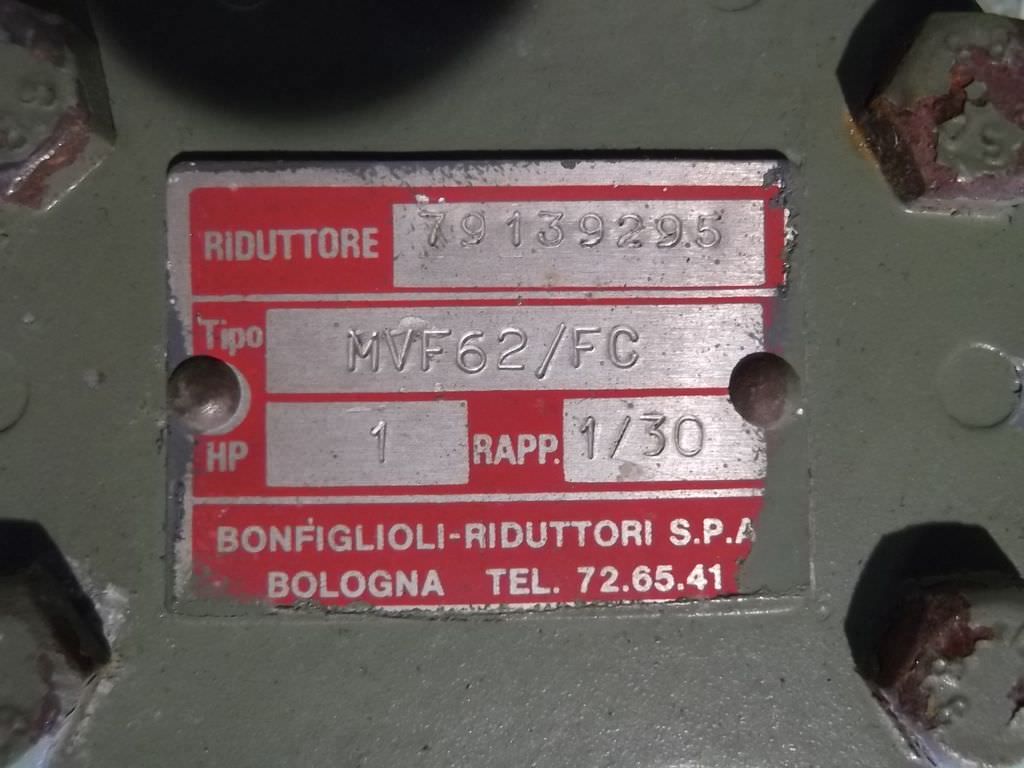 RIDUTTORE 79139295
Tipo MVF62/FC
HP 1 RAPP. 1/30
BONFIGLIOLI-RIDUTTORI S.P.A
BOLOGNA TEL. 72.65.41